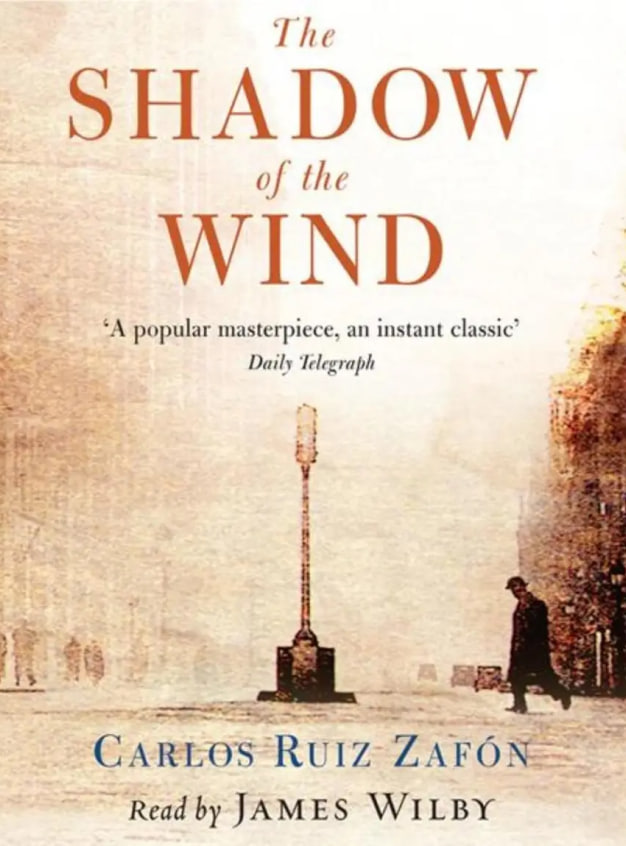 The
SHADOW
of the
WIND
‘A popular masterpiece, an instant classic’
Daily Telegraph
CARLOS RUIZ ZAFÓN
Read by JAMES WILBY